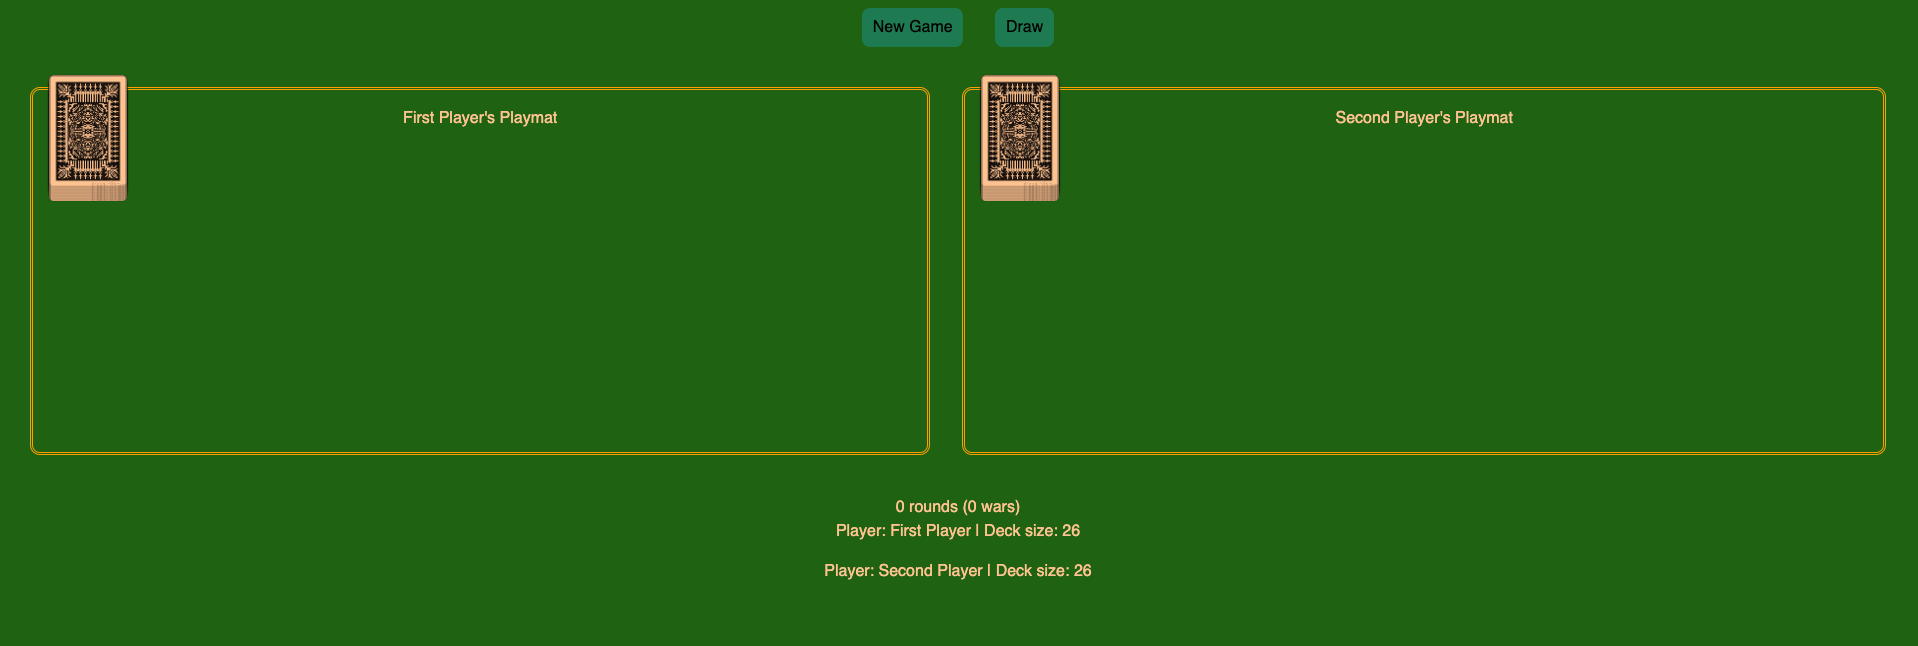 New Game
Draw
First Player's Playmat
Second Player's Playmat
0 rounds (0 wars)
Player: First Player | Deck size: 26
Player: Second Player | Deck size: 26